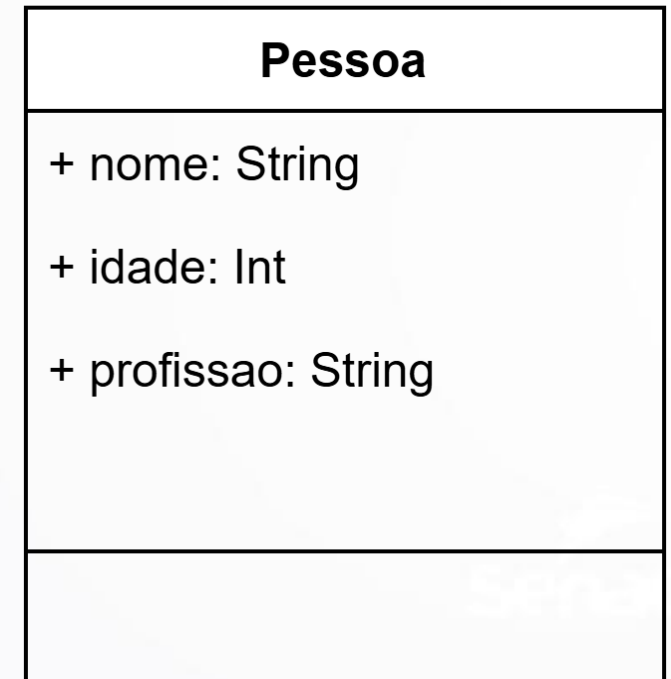 Pessoa
+ nome: String
+ idade: Int
+ profissao: String